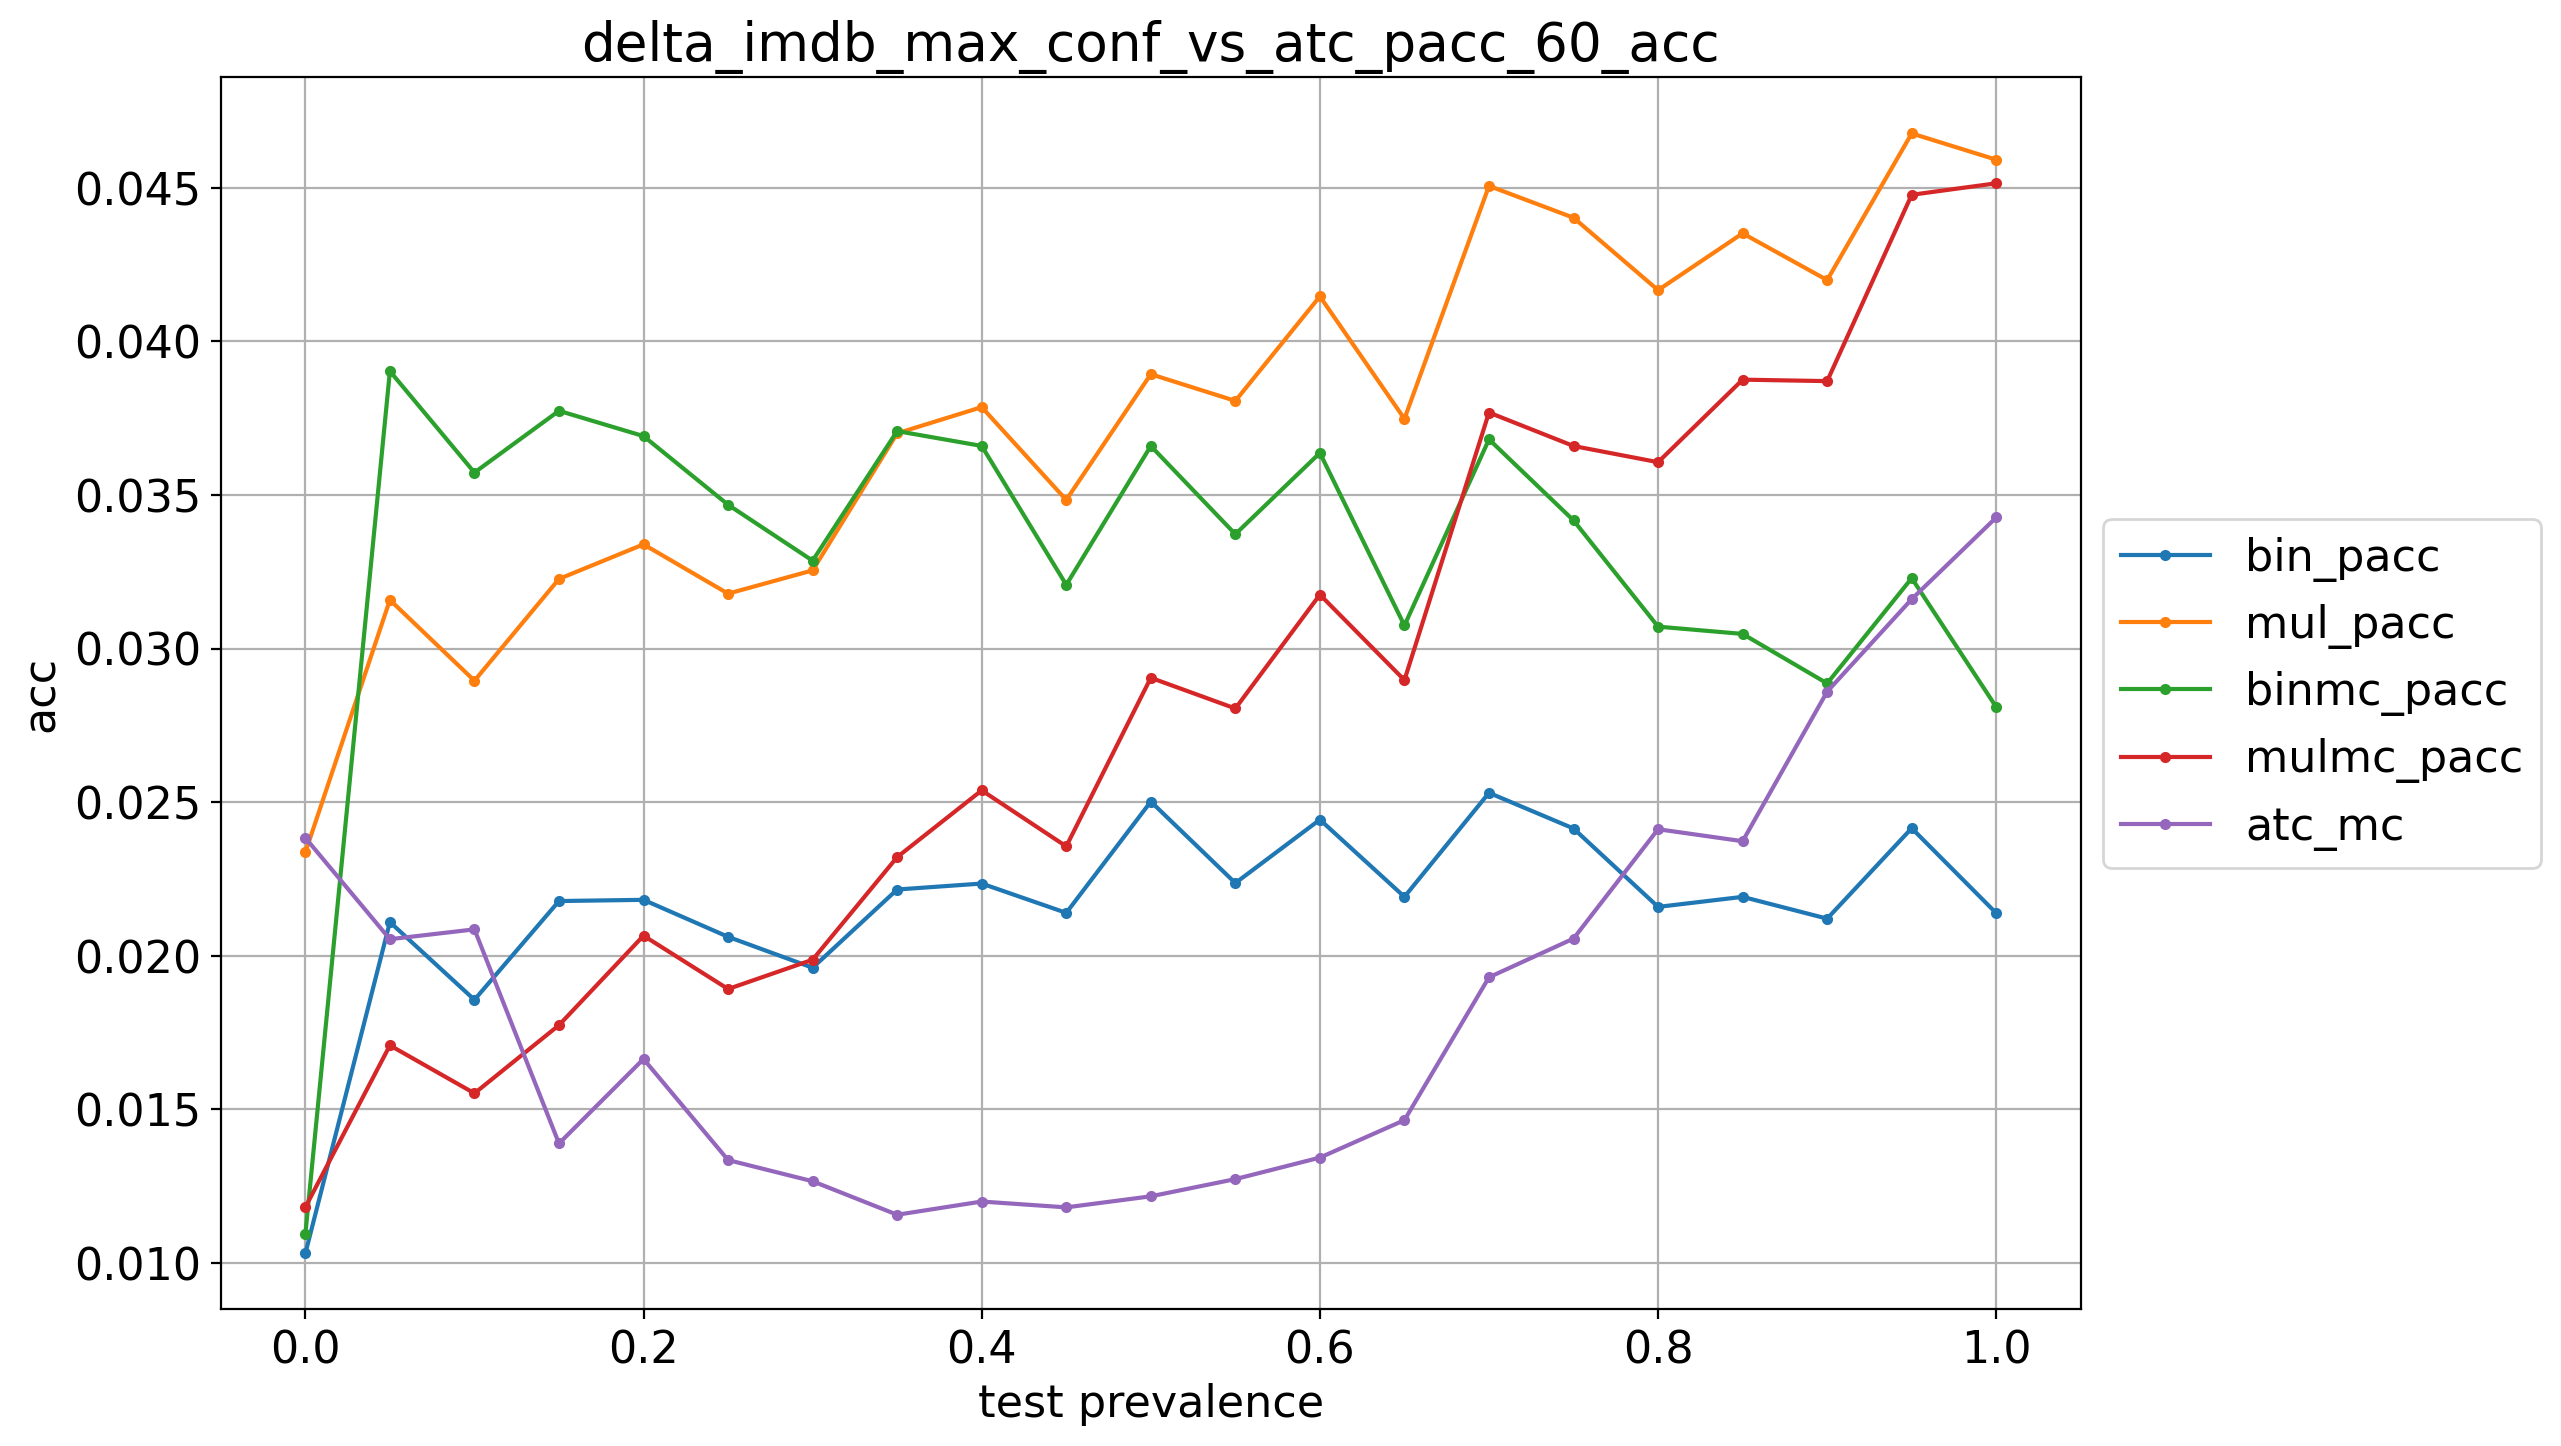 delta_imdb_max_conf_vs_atc_pacc_60_acc
acc
0.045
0.040
0.035
0.030
0.025
0.020
0.015
0.010
0.0 0.2 0.4 0.6 0.8 1.0
test prevalence
bin_pacc
mul_pacc
binmc_pacc
mulmc_pacc
atc_mc